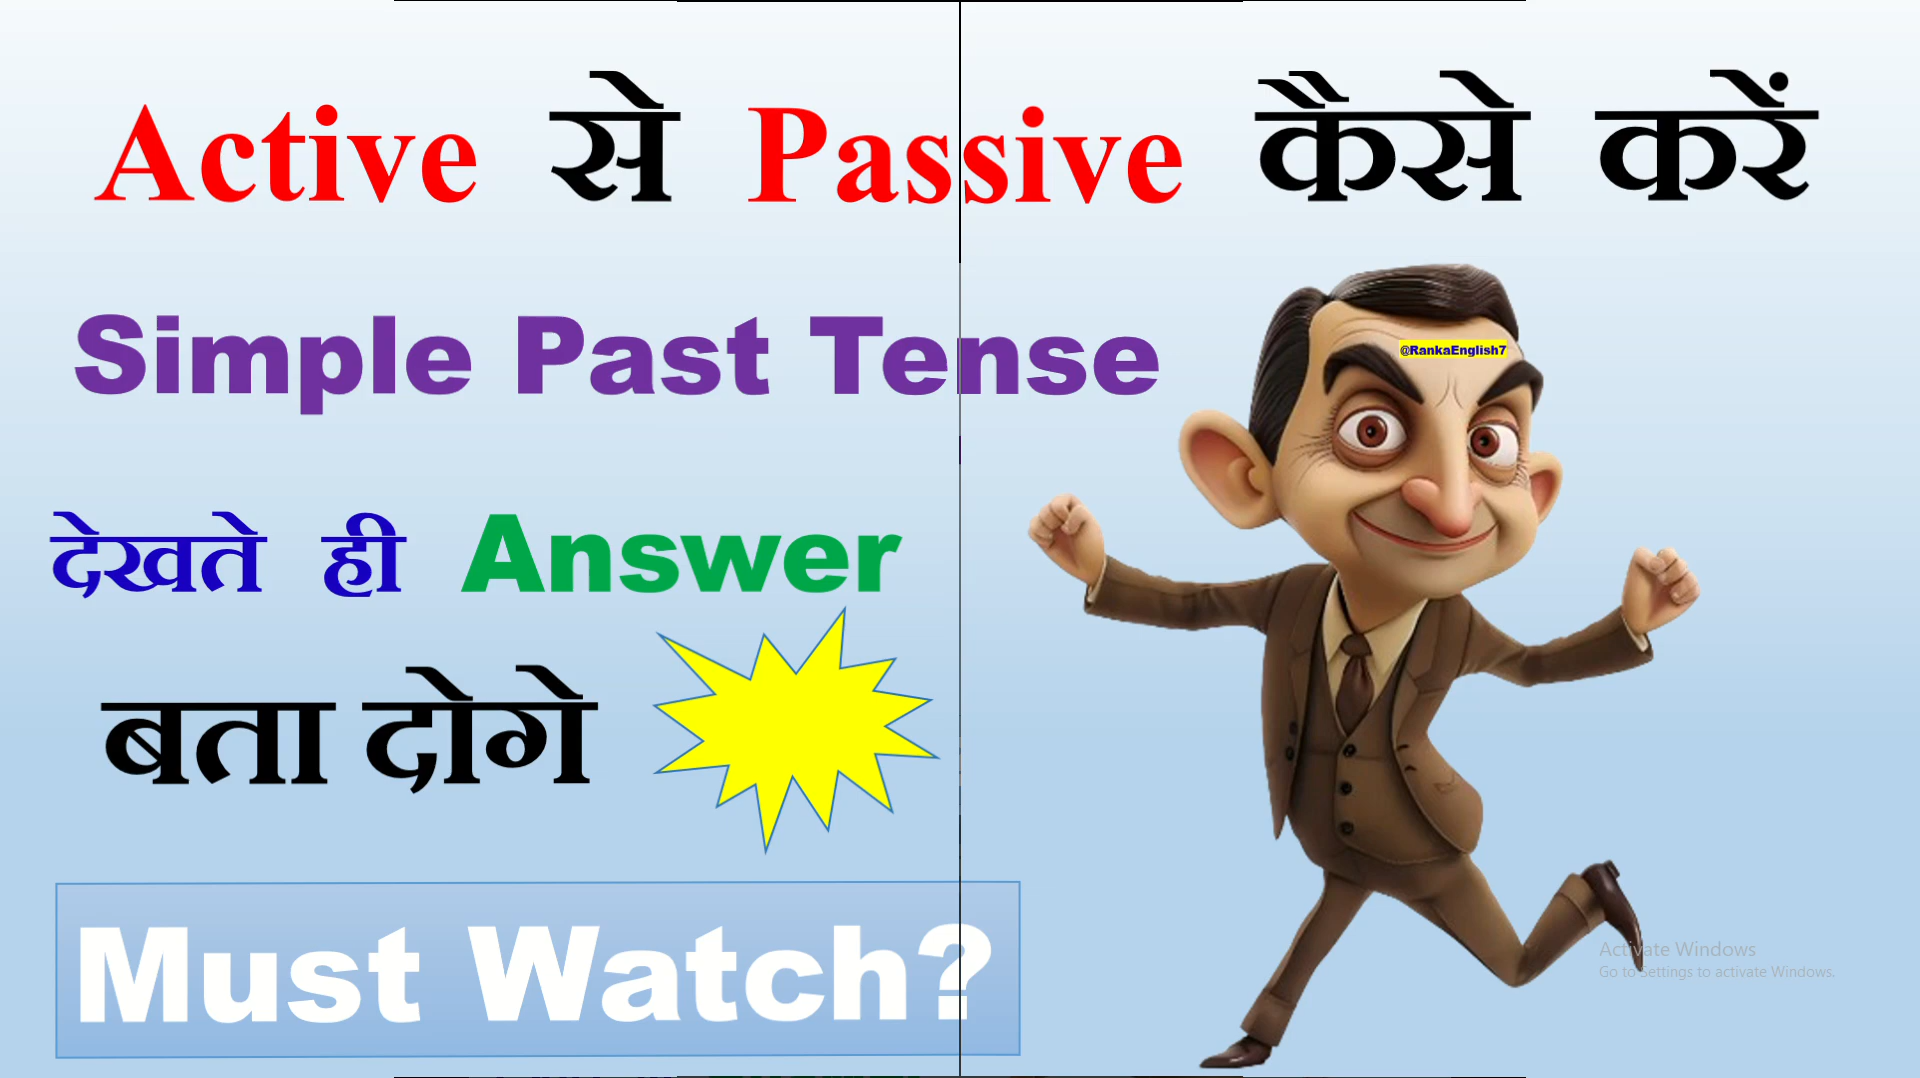 Active से Passive कैसे करें
Simple Past Tense
@RankaEnglish7
देखते ही Answer
बता दोगे
Must Watch?
Activate Windows
Go to Settings to activate Windows.